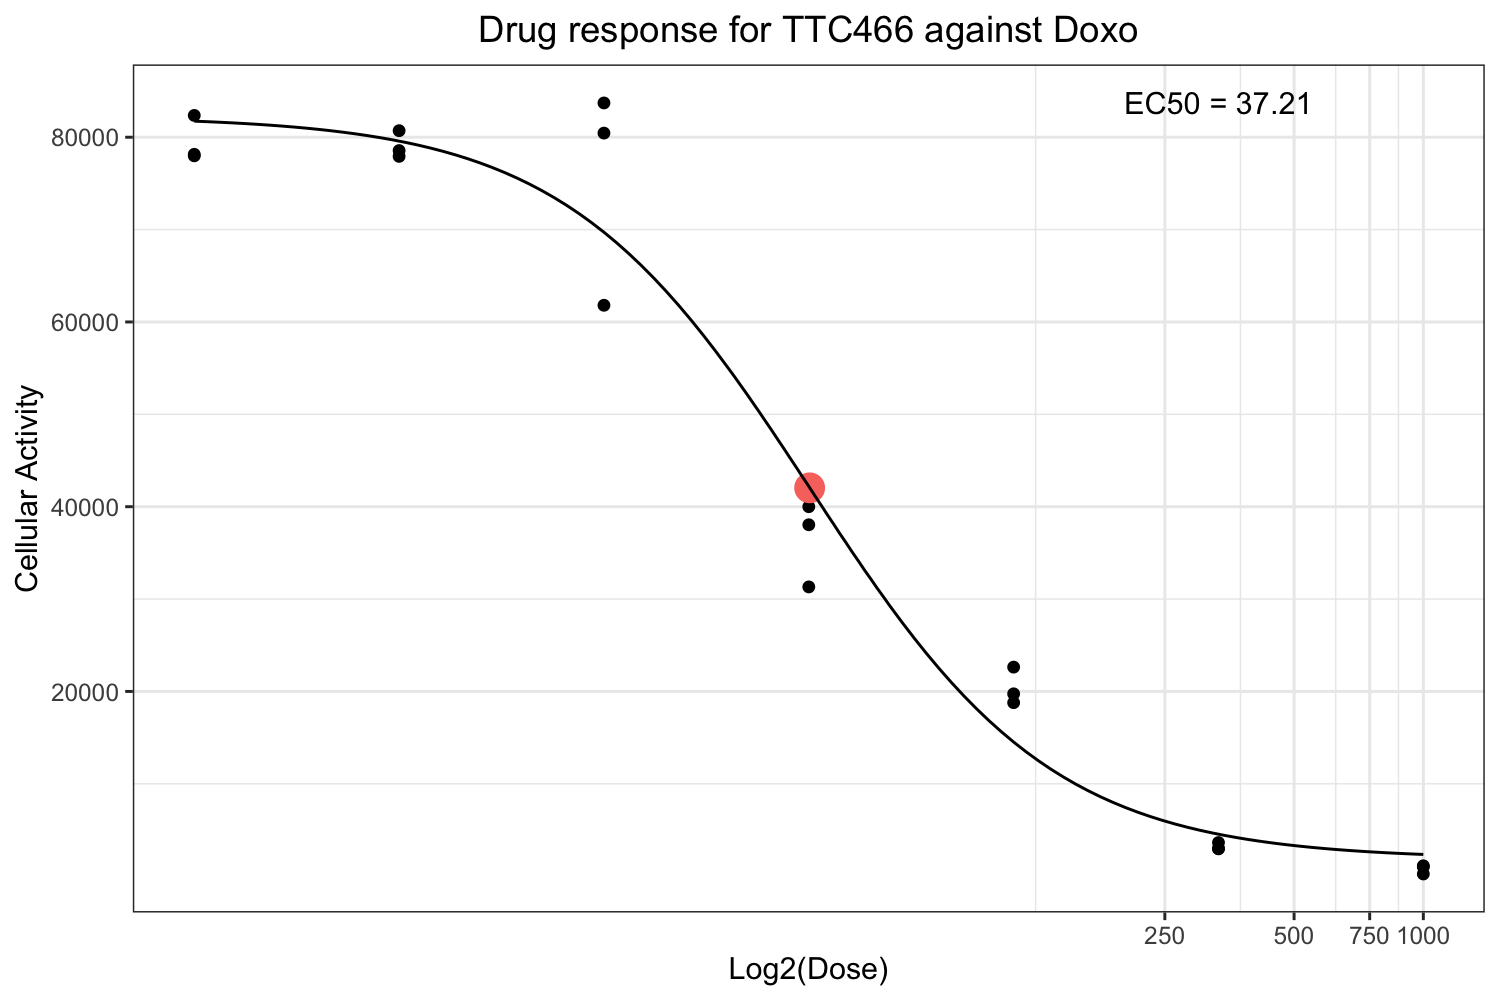 Drug response for TTC466 against Doxo
EC50 = 37.21
80000
60000
40000
20000
Cellular Activity
250 500 750 1000
Log2(Dose)